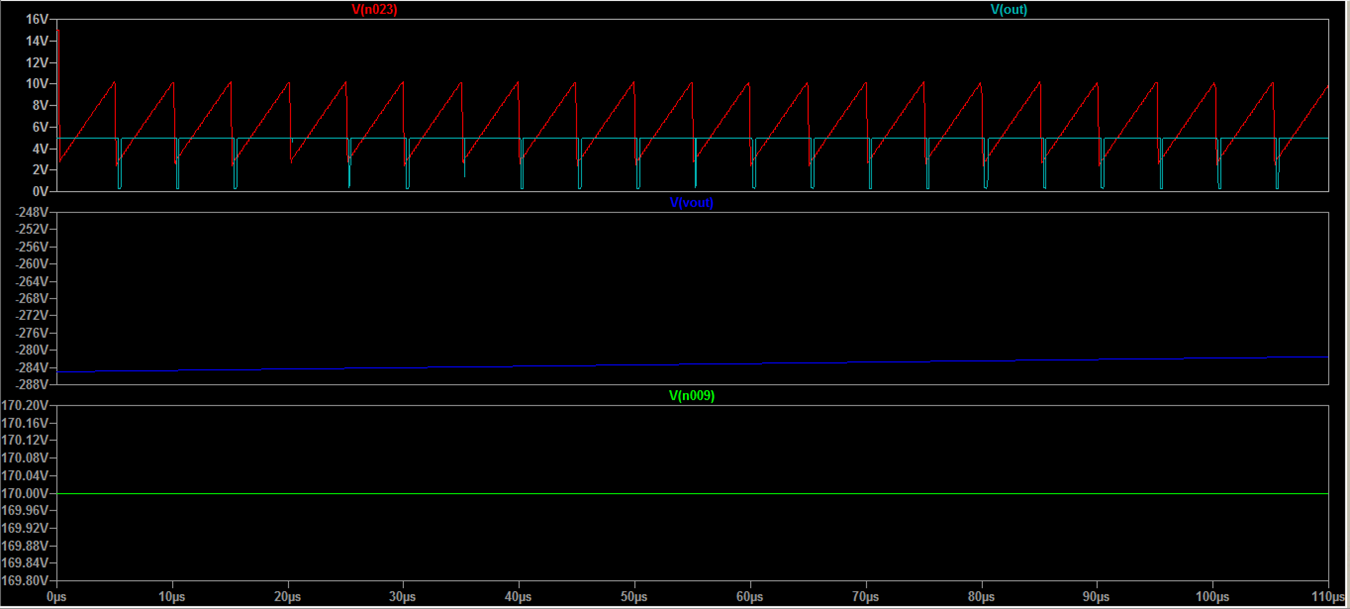 V(n023) V(out)
16V
14V
12V
10V
8V
6V
4V
2V
0V
V(vout)
-248V
-252V
-256V
-260V
-264V
-268V
-272V
-276V
-280V
-284V
-288V
V(n009)
170.20V
170.16V
170.12V
170.08V
170.04V
170.00V
169.96V
169.92V
169.88V
169.84V
169.80V
0µs 10µs 20µs 30µs 40µs 50µs 60µs 70µs 80µs 90µs 100µs 110µs